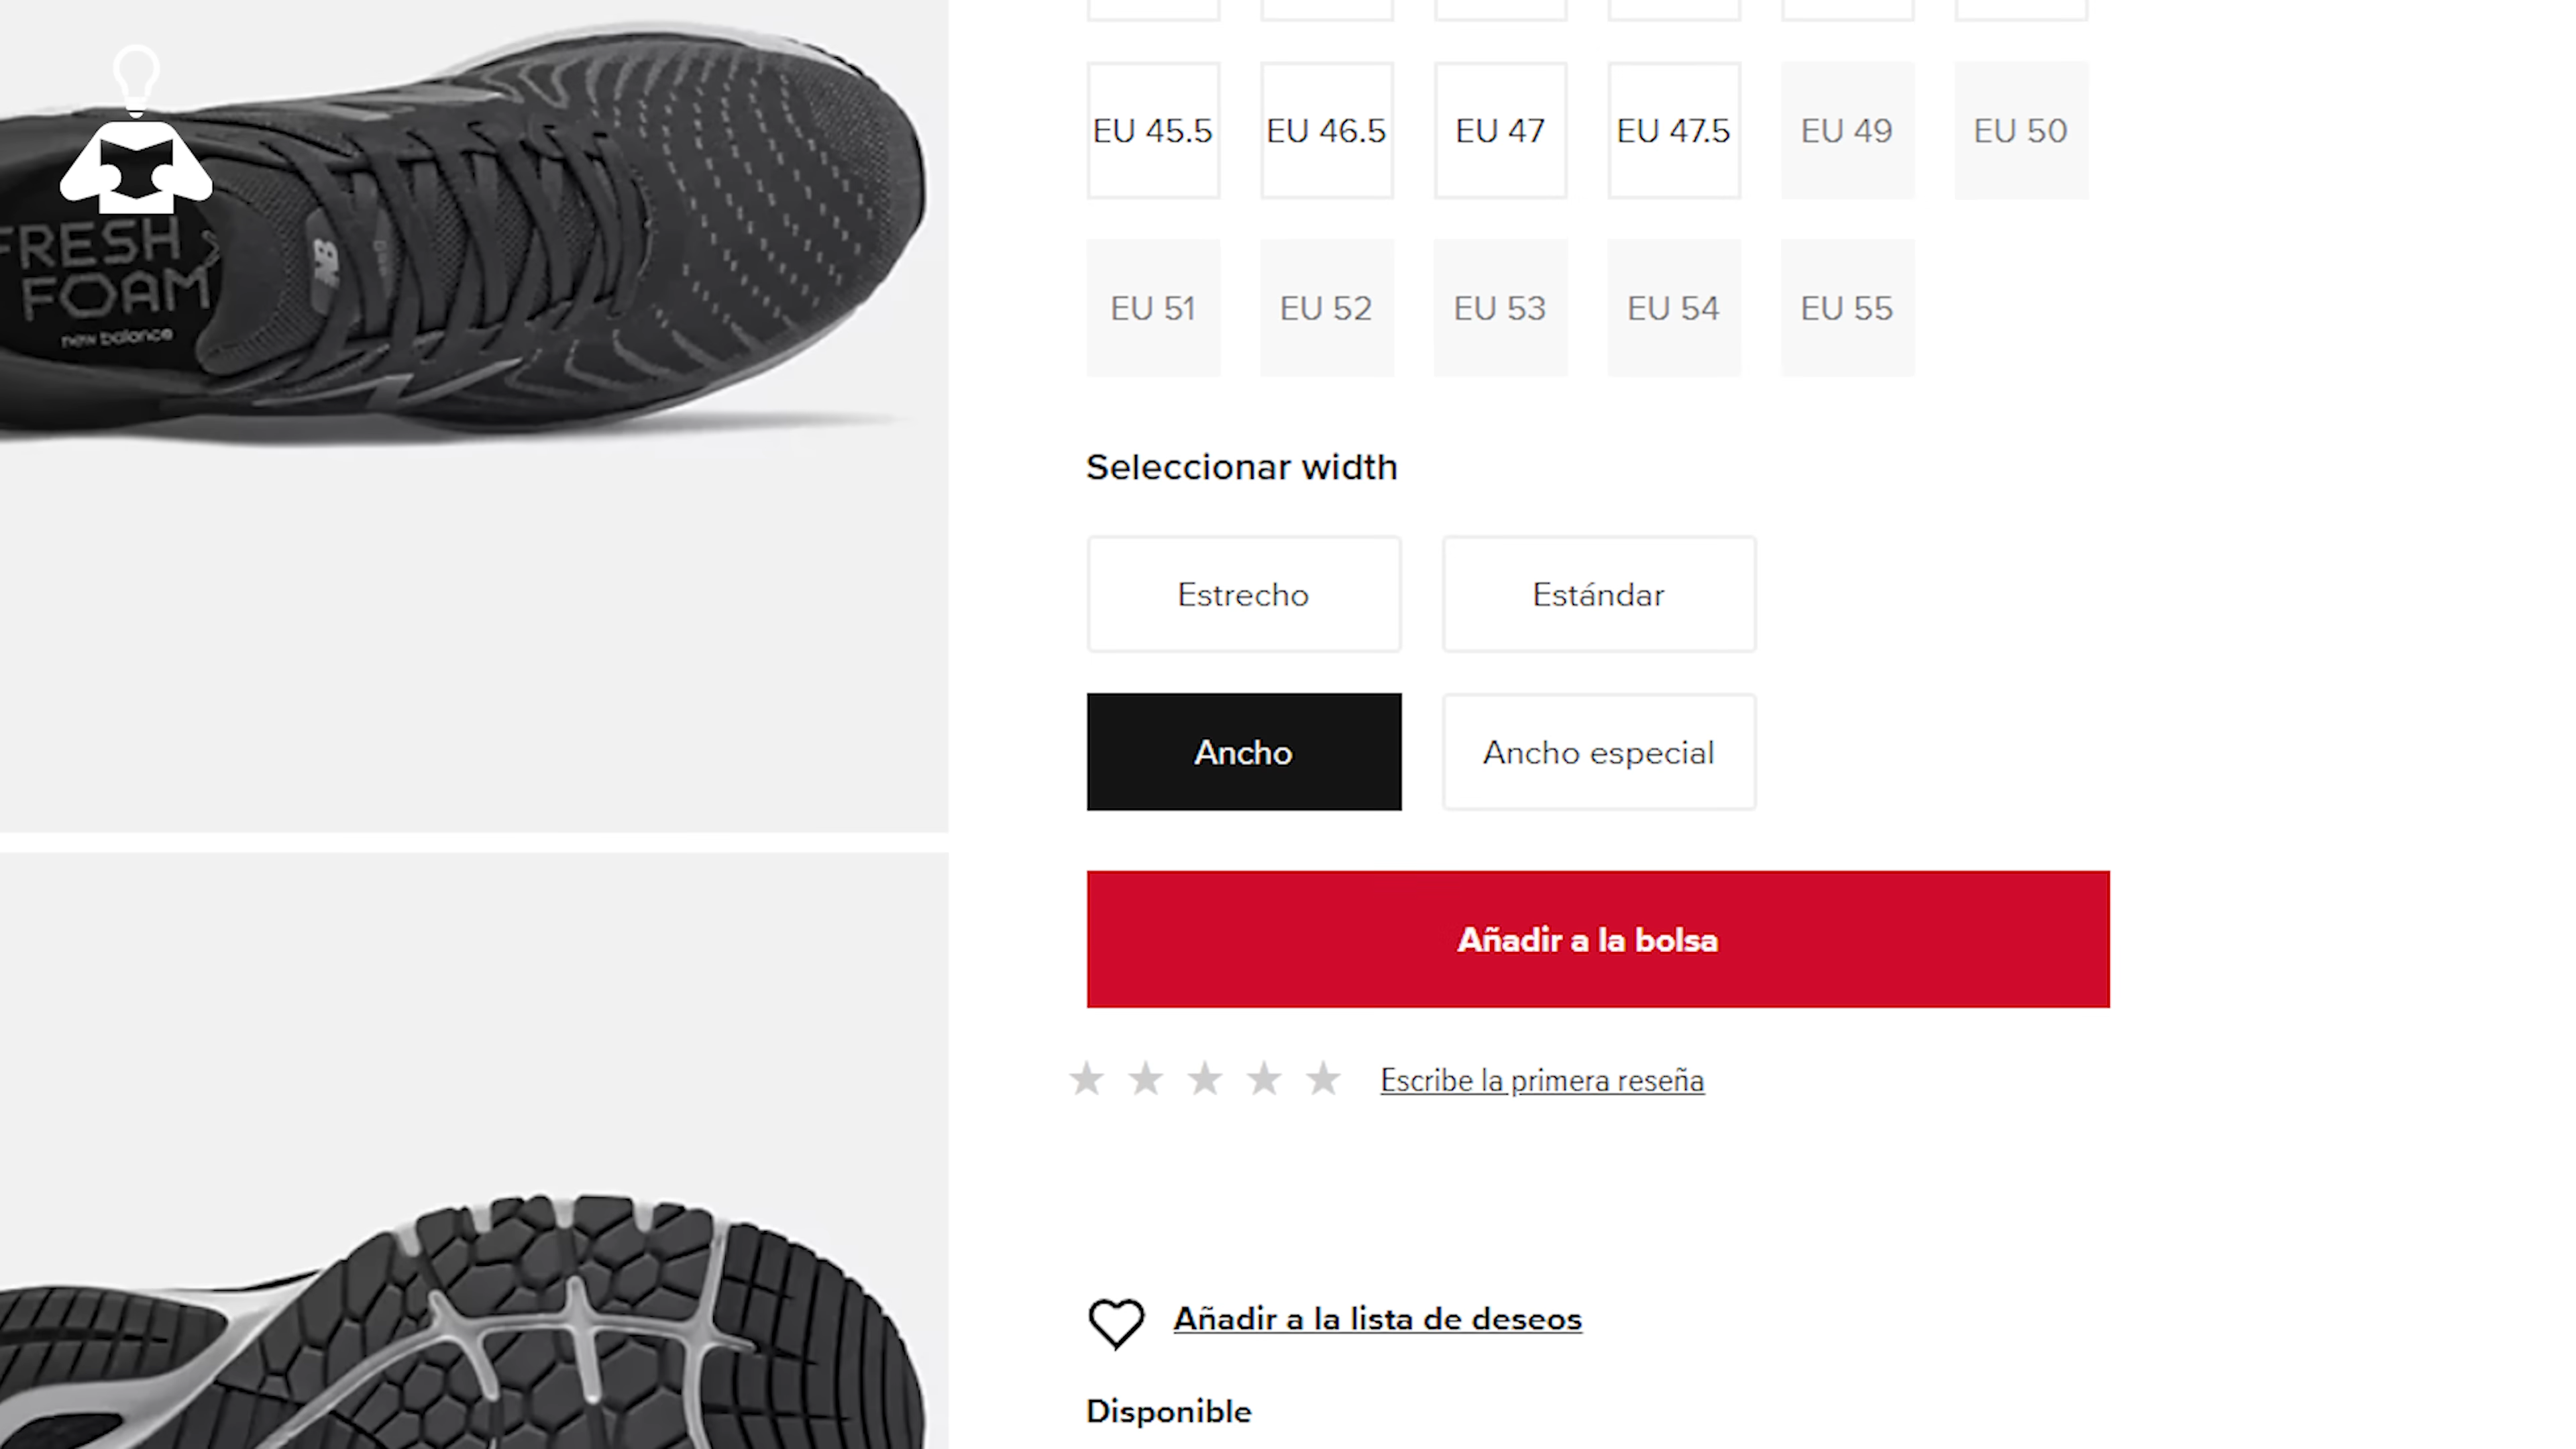 FRESH
FOAM
new balance
NB
EU 45.5
EU 46.5
EU 47
EU 47.5
EU 49
EU 50
EU 51
EU 52
EU 53
EU 54
EU 55
Seleccionar width
Estrecho
Estándar
Ancho
Ancho especial
Añadir a la bolsa
Escribe la primera reseña
Añadir a la lista de deseos
Disponible